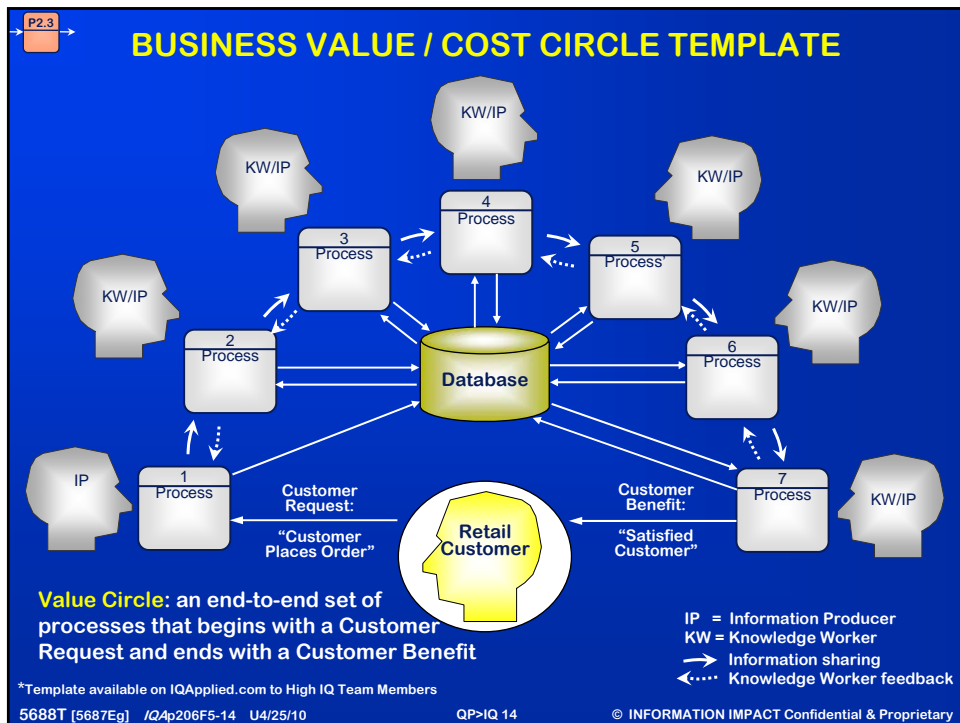 P2.3
BUSINESS VALUE / COST CIRCLE TEMPLATE
KW/IP
KW/IP
KW/IP
4
Process
3
Process
5
Process'
KW/IP
KW/IP
2
Process
6
Process
Database
IP
1
Process
7
Process
KW/IP
Customer
Request:
“Customer
Places Order”
Retail
Customer
Customer
Benefit:
“Satisfied
Customer”
Value Circle: an end-to-end set of
processes that begins with a Customer
Request and ends with a Customer Benefit
IP = Information Producer
KW = Knowledge Worker
Information sharing
Knowledge Worker feedback
*Template available on IQApplied.com to High IQ Team Members
5688T [5687Eg] IQAp206F5-14 U4/25/10 QP>IQ 14 © INFORMATION IMPACT Confidential & Proprietary